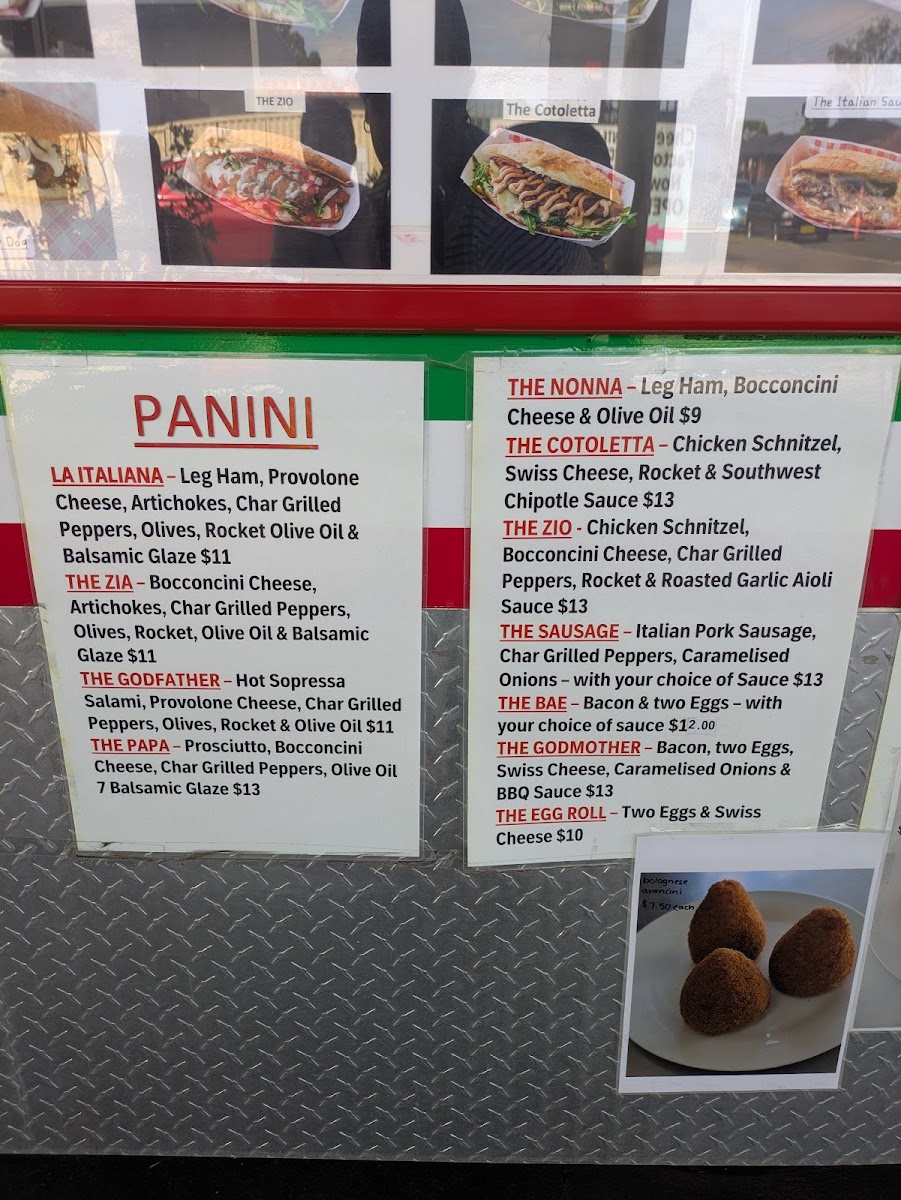 THE ZIO
The Cotoletta
The Italian Sau
Dog
PANINI
LA ITALIANA – Leg Ham, Provolone
Cheese, Artichokes, Char Grilled
Peppers, Olives, Rocket Olive Oil &
Balsamic Glaze $11
THE ZIA – Bocconcini Cheese,
Artichokes, Char Grilled Peppers,
Olives, Rocket, Olive Oil & Balsamic
Glaze $11
THE GODFATHER – Hot Sopressa
Salami, Provolone Cheese, Char Grilled
Peppers, Olives, Rocket & Olive Oil $11
THE PAPA – Prosciutto, Bocconcini
Cheese, Char Grilled Peppers, Olive Oil
7 Balsamic Glaze $13
THE NONNA – Leg Ham, Bocconcini
Cheese & Olive Oil $9
THE COTOLETTA – Chicken Schnitzel,
Swiss Cheese, Rocket & Southwest
Chipotle Sauce $13
THE ZIO - Chicken Schnitzel,
Bocconcini Cheese, Char Grilled
Peppers, Rocket & Roasted Garlic Aioli
Sauce $13
THE SAUSAGE – Italian Pork Sausage,
Char Grilled Peppers, Caramelised
Onions – with your choice of Sauce $13
THE BAE – Bacon & two Eggs – with
your choice of sauce $12.00
THE GODMOTHER – Bacon, two Eggs,
Swiss Cheese, Caramelised Onions &
BBQ Sauce $13
THE EGG ROLL – Two Eggs & Swiss
Cheese $10
bolognese
arancini
$7.50 each